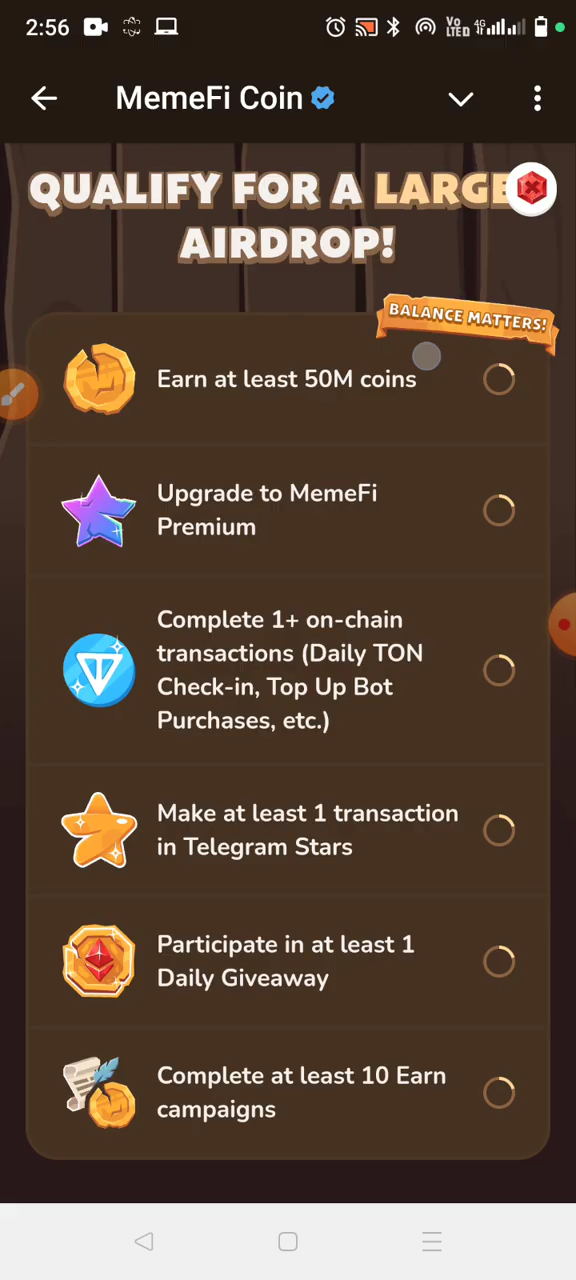 2:56
VoLTED 4G
MemeFi Coin
QUALIFY FOR A LARGE
AIRDROP!
BALANCE MATTERS!
Earn at least 50M coins
Upgrade to MemeFi
Premium
Complete 1+ on-chain
transactions (Daily TON
Check-in, Top Up Bot
Purchases, etc.)
Make at least 1 transaction
in Telegram Stars
Participate in at least 1
Daily Giveaway
Complete at least 10 Earn
campaigns